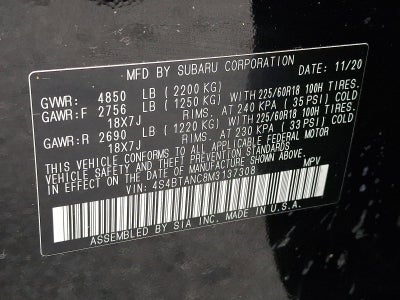 MFD BY SUBARU CORPORATION DATE: 11/20
GVWR: 4850 LB ( 2200 KG)
GAWR:F 2756 LB ( 1250 KG) WITH 225/60R18 100H TIRES.
18X7J RIMS. AT 240 KPA ( 35 PSI) COLD
GAWR:R 2690 LB ( 1220 KG) WITH 225/60R18 100H TIRES.
18X7J RIMS. AT 230 KPA ( 33 PSI) COLD
THIS VEHICLE CONFORMS TO ALL APPLICABLE FEDERAL MOTOR
VEHICLE SAFETY, BUMPER, AND THEFT PREVENTION STANDARDS
IN EFFECT ON THE DATE OF MANUFACTURE SHOWN ABOVE.
VIN: 4S4BTANC8M3137308 MPV
ASSEMBLED BY SIA INC. MADE IN U.S.A.